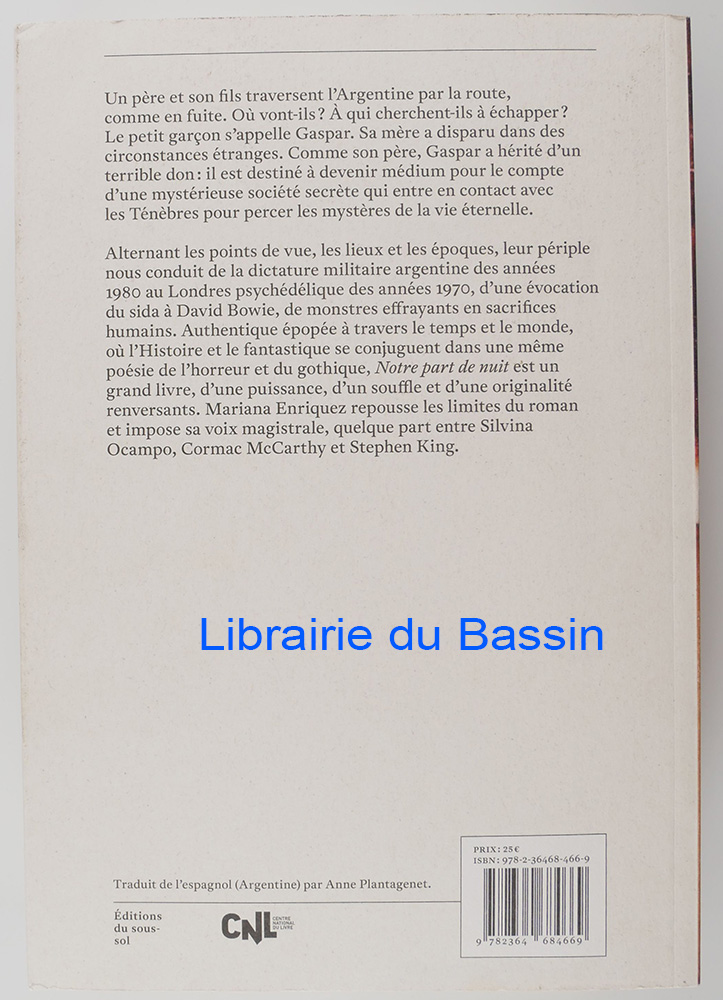 Un père et son fils traversent l'Argentine par la route,
comme en fuite. Où vont-ils ? À qui cherchent-ils à échapper ?
Le petit garçon s'appelle Gaspar. Sa mère a disparu dans des
circonstances étranges. Comme son père, Gaspar a hérité d'un
terrible don : il est destiné à devenir médium pour le compte
d'une mystérieuse société secrète qui entre en contact avec
les Ténèbres pour percer les mystères de la vie éternelle.
Alternant les points de vue, les lieux et les époques, leur périple
nous conduit de la dictature militaire argentine des années
1980 au Londres psychédélique des années 1970, d'une évocation
du sida à David Bowie, de monstres effrayants en sacrifices
humains. Authentique épopée à travers le temps et le monde,
où l'Histoire et le fantastique se conjuguent dans une même
poésie de l'horreur et du gothique, Notre part de nuit est un
grand livre, d'une puissance, d'un souffle et d'une originalité
renversants. Mariana Enriquez repousse les limites du roman
et impose sa voix magistrale, quelque part entre Silvina
Ocampo, Cormac McCarthy et Stephen King.
Librairie du Bassin
PRIX : 25 €
ISBN : 978-2-36468-466-9
9 782364 684669
Traduit de l'espagnol (Argentine) par Anne Plantagenet.
Éditions
du sous-
sol
CNL
CENTRE
NATIONAL
DU LIVRE